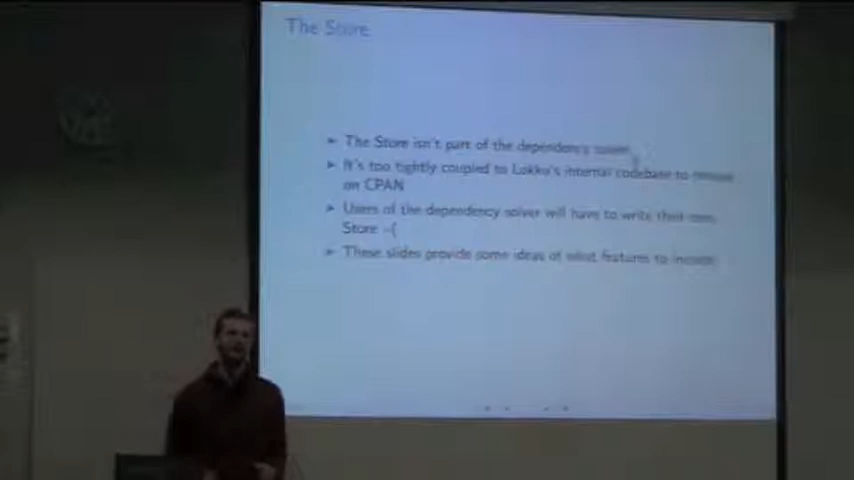 The Store
The Store isn't part of the dependency solver.
It's too tightly coupled to Lokku's internal codebase to release
on CPAN
Users of the dependency solver will have to write their own
Store :-(
These slides provide some ideas of what features to include